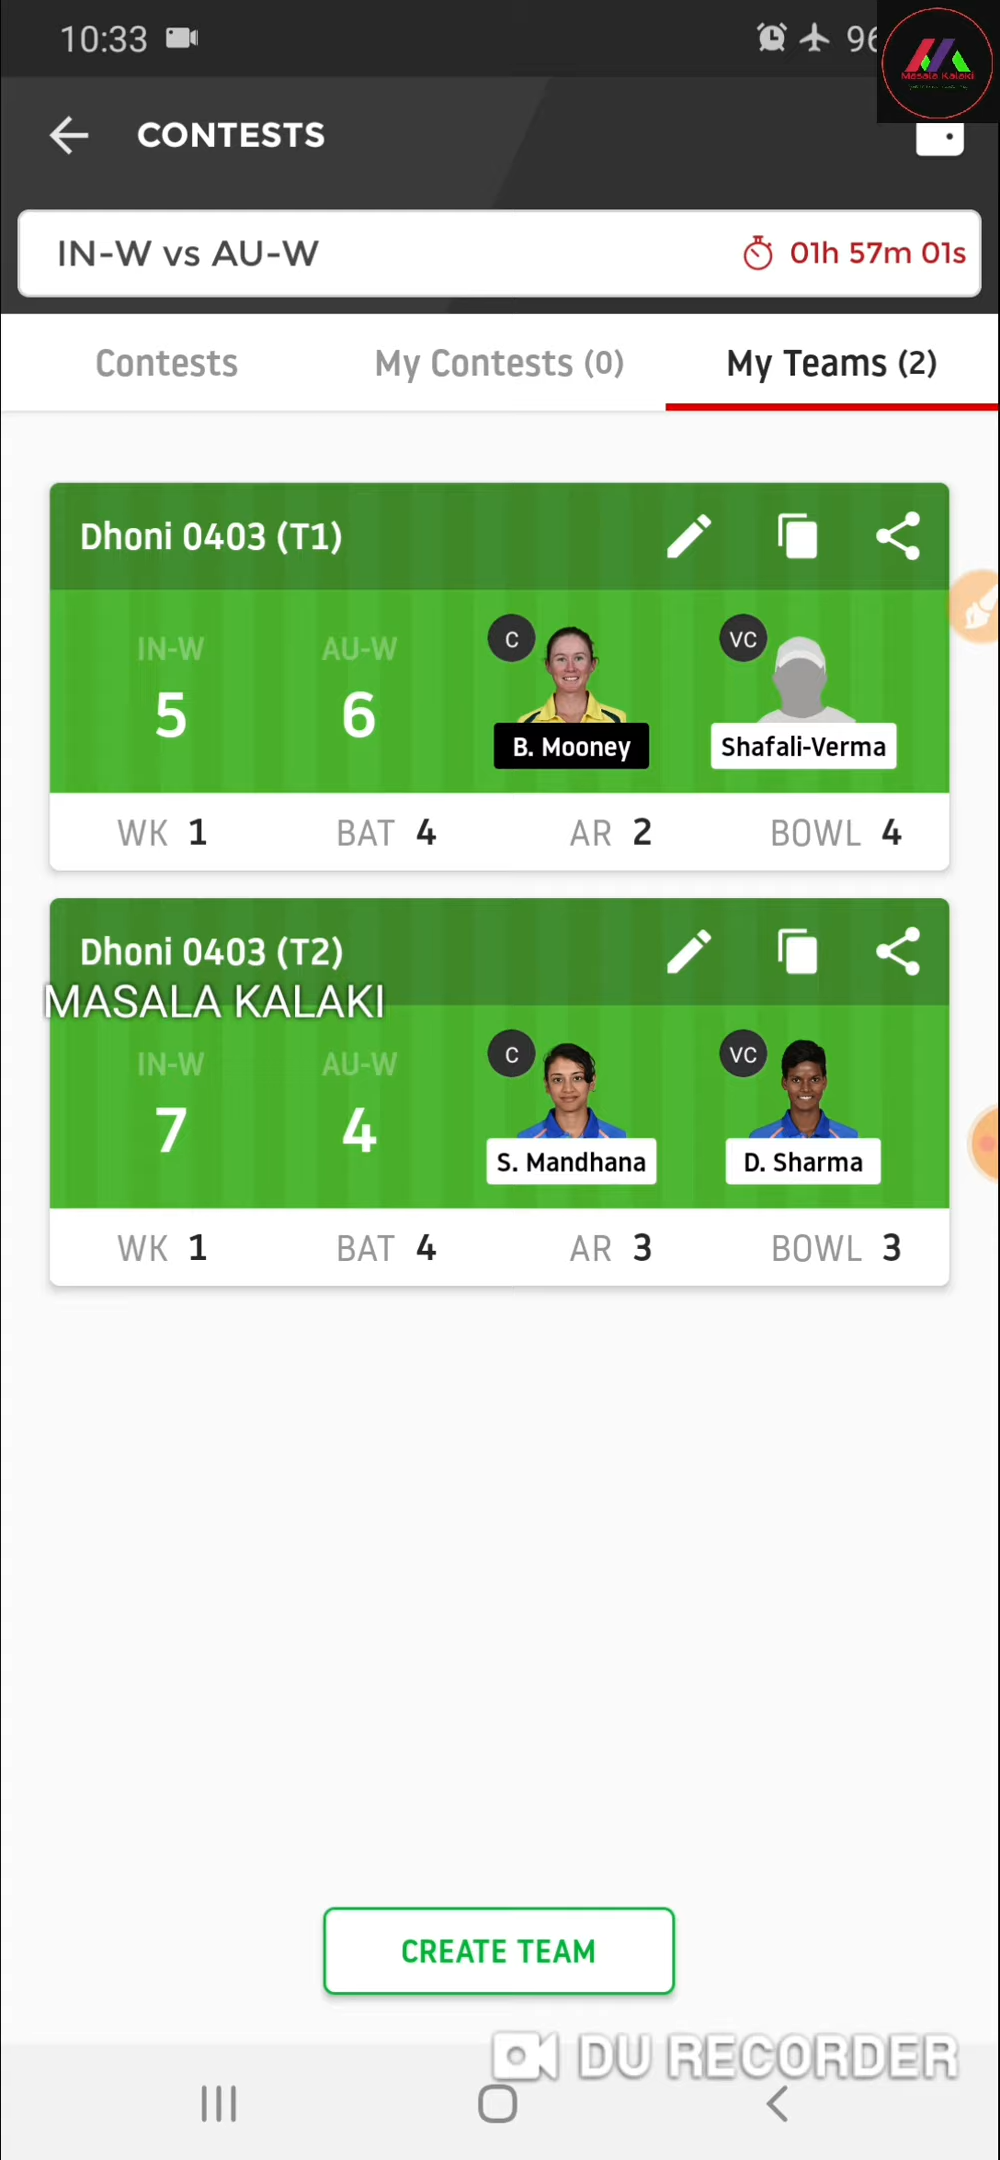 10:33
96
Masala Kalaki
CONTESTS
IN-W vs AU-W 01h 57m 01s
Contests My Contests (0) My Teams (2)
Dhoni 0403 (T1)
IN-W AU-W C VC
5 6
B. Mooney Shafali-Verma
WK 1 BAT 4 AR 2 BOWL 4
Dhoni 0403 (T2)
MASALA KALAKI
IN-W AU-W C VC
7 4
S. Mandhana D. Sharma
WK 1 BAT 4 AR 3 BOWL 3
CREATE TEAM
DU RECORDER